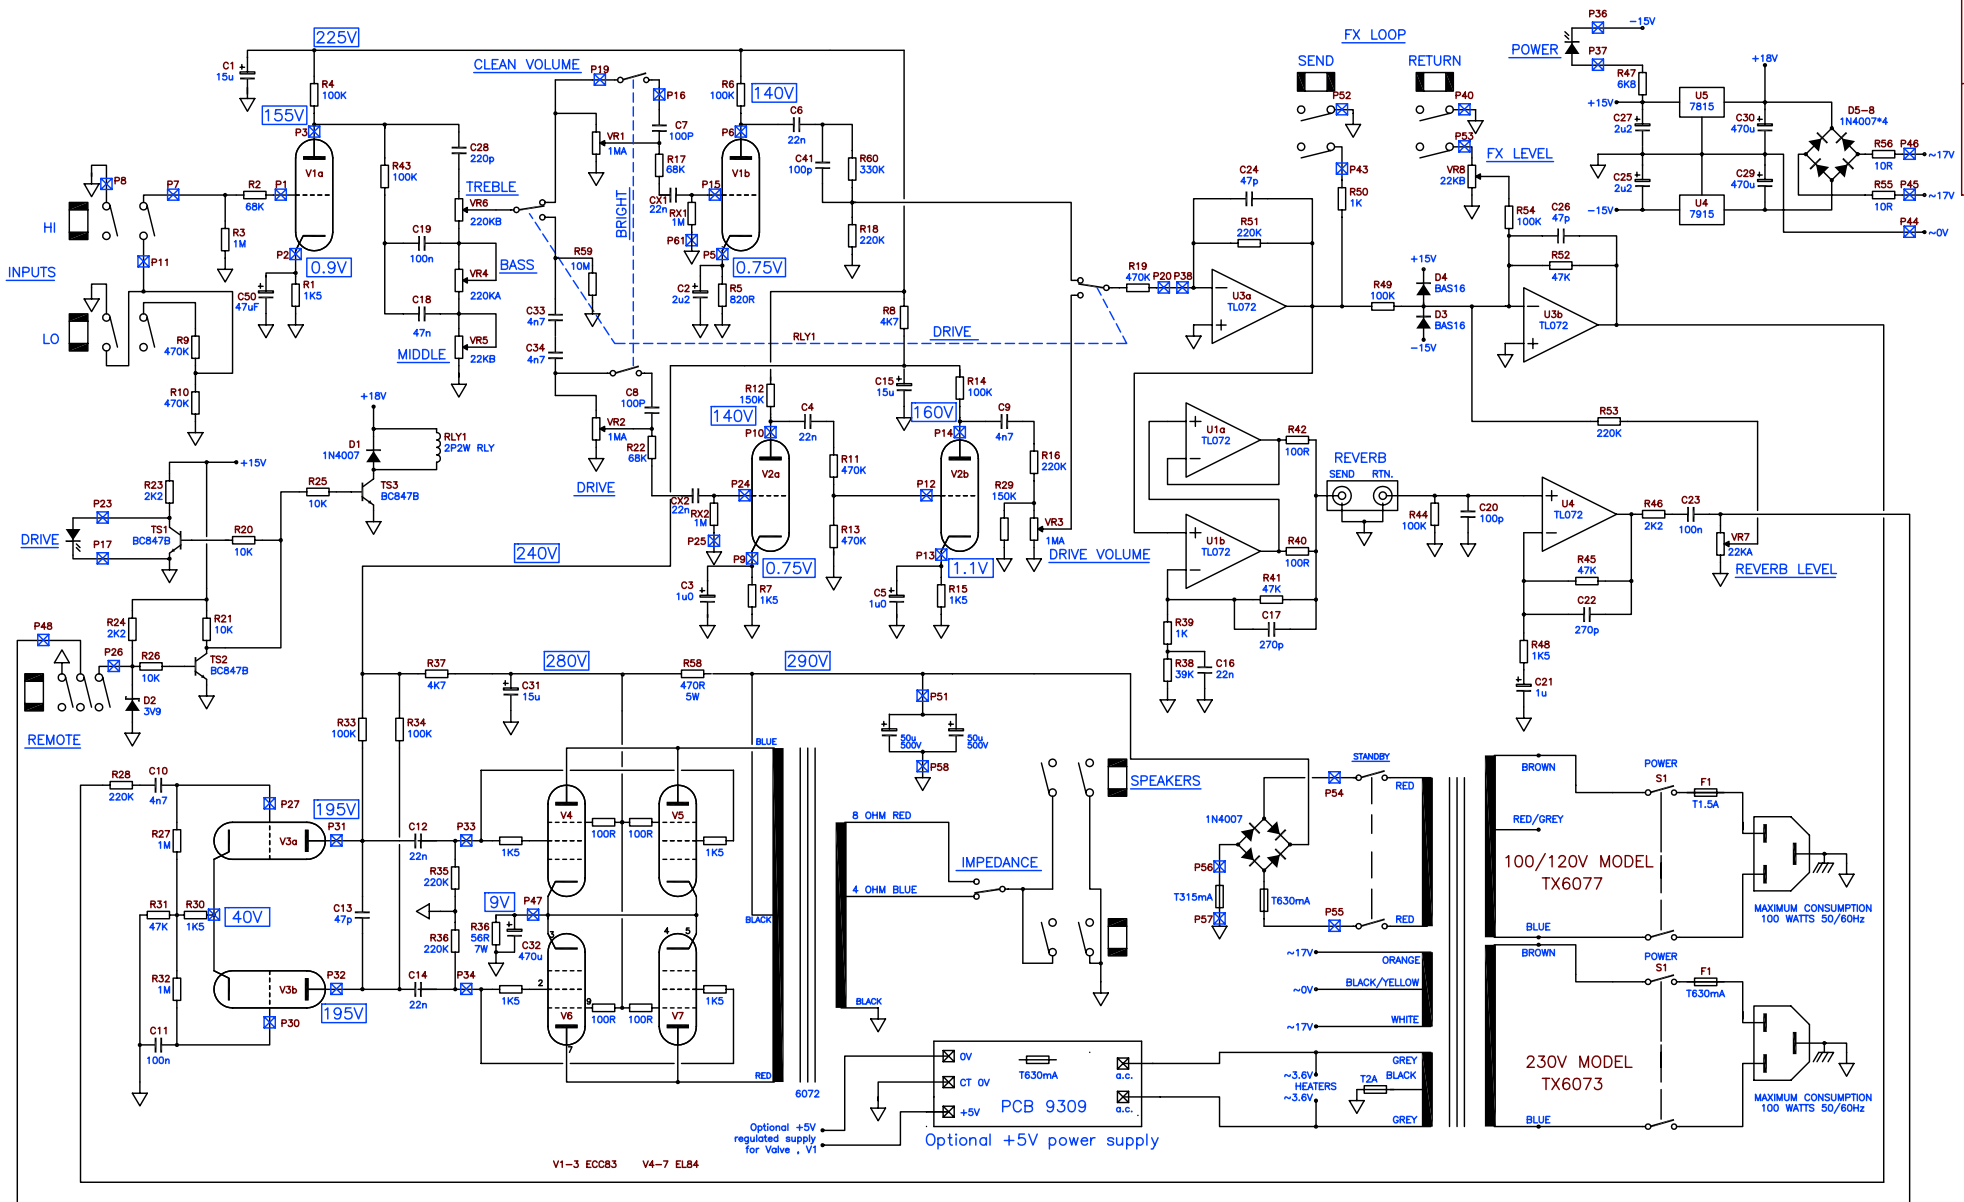 225V
C1
15u
R4
100K
155V
P3
V1a
P8
P7
R2
68K
P1
HI
R3
1M
P2
0.9V
P11
INPUTS
C50
47uF
R1
1K5
LO
R9
470K
R10
470K
R43
100K
C28
220p
TREBLE
VR6
220KB
C19
100n
BASS
VR4
220KA
C18
47n
MIDDLE
VR5
22KB
CLEAN VOLUME
P19
P16
C7
100P
VR1
1MA
R17
68K
BRIGHT
CX1
22n
RX1
1M
P61
P15
R59
10M
C33
4n7
C34
4n7
C8
100P
VR2
1MA
R22
68K
DRIVE
R6
100K
140V
P6
V1b
C6
22n
C41
100p
R60
330K
R18
220K
P5
0.75V
C2
2u2
R5
820R
R8
4K7
RLY1
DRIVE
R12
150K
140V
P10
V2a
C4
22n
P24
CX2
22n
RX2
1M
P25
R11
470K
R13
470K
P9
0.75V
C3
1u0
R7
1K5
C15
15u
R14
100K
160V
P14
V2b
C9
4n7
P12
R16
220K
R29
150K
VR3
1MA
DRIVE VOLUME
P13
1.1V
C5
1u0
R15
1K5
240V
FX LOOP
SEND
RETURN
P52
P40
P53
P43
R50
1K
VR8
22KB
FX LEVEL
C24
47p
R51
220K
R19
470K
P20
P38
U3a
TL072
R49
100K
+15V
D4
BAS16
D3
BAS16
-15V
R54
100K
C26
47p
R52
47K
U3b
TL072
P36
-15V
P37
POWER
R47
6K8
+15V
U5
7815
+18V
D5-8
1N4007*4
C27
2u2
C30
470u
C25
2u2
C29
470u
-15V
U4
7915
R56
10R
P46
~17V
R55
10R
P45
~17V
P44
~0V
U1a
TL072
R42
100R
U1b
TL072
R40
100R
R41
47K
C17
270p
R39
1K
R38
39K
C16
22n
REVERB
SEND
RTN.
R44
100K
C20
100p
U4
TL072
R53
220K
R46
2K2
C23
100n
VR7
22KA
REVERB LEVEL
R45
47K
C22
270p
R48
1K5
C21
1u
+18V
D1
1N4007
RLY1
2P2W RLY
TS3
BC847B
R25
10K
+15V
R23
2K2
P23
TS1
BC847B
R20
10K
DRIVE
P17
R24
2K2
R21
10K
P48
P26
R26
10K
TS2
BC847B
D2
3V9
REMOTE
R37
4K7
280V
C31
15u
R58
470R
5W
290V
R33
100K
R34
100K
R28
220K
C10
4n7
P27
195V
P31
V3a
C12
22n
P33
R27
1M
R35
220K
R31
47K
R30
1K5
40V
C13
47p
R36
220K
R32
1M
V3b
P32
C14
22n
P34
195V
P30
C11
100n
1K5
V4
100R
100R
V5
1K5
9V
P47
R36
56R
7W
C32
470u
3
4
5
2
9
7
1K5
V6
100R
100R
V7
1K5
BLUE
BLACK
RED
6072
P51
50u
500V
50u
500V
P58
SPEAKERS
8 OHM RED
4 OHM BLUE
BLACK
IMPEDANCE
STANDBY
P54
RED
1N4007
P56
T315mA
P57
T630mA
P55
RED
~17V
ORANGE
~0V
BLACK/YELLOW
~17V
WHITE
GREY
~3.6V
HEATERS
~3.6V
T2A
BLACK
GREY
BROWN
POWER
S1
F1
T1.5A
RED/GREY
100/120V MODEL
TX6077
MAXIMUM CONSUMPTION
100 WATTS 50/60Hz
BLUE
BROWN
POWER
S1
F1
T630mA
230V MODEL
TX6073
MAXIMUM CONSUMPTION
100 WATTS 50/60Hz
BLUE
0V
CT 0V
+5V
T630mA
a.c.
a.c.
PCB 9309
Optional +5V power supply
Optional +5V
regulated supply
for Valve , V1
V1-3 ECC83
V4-7 EL84